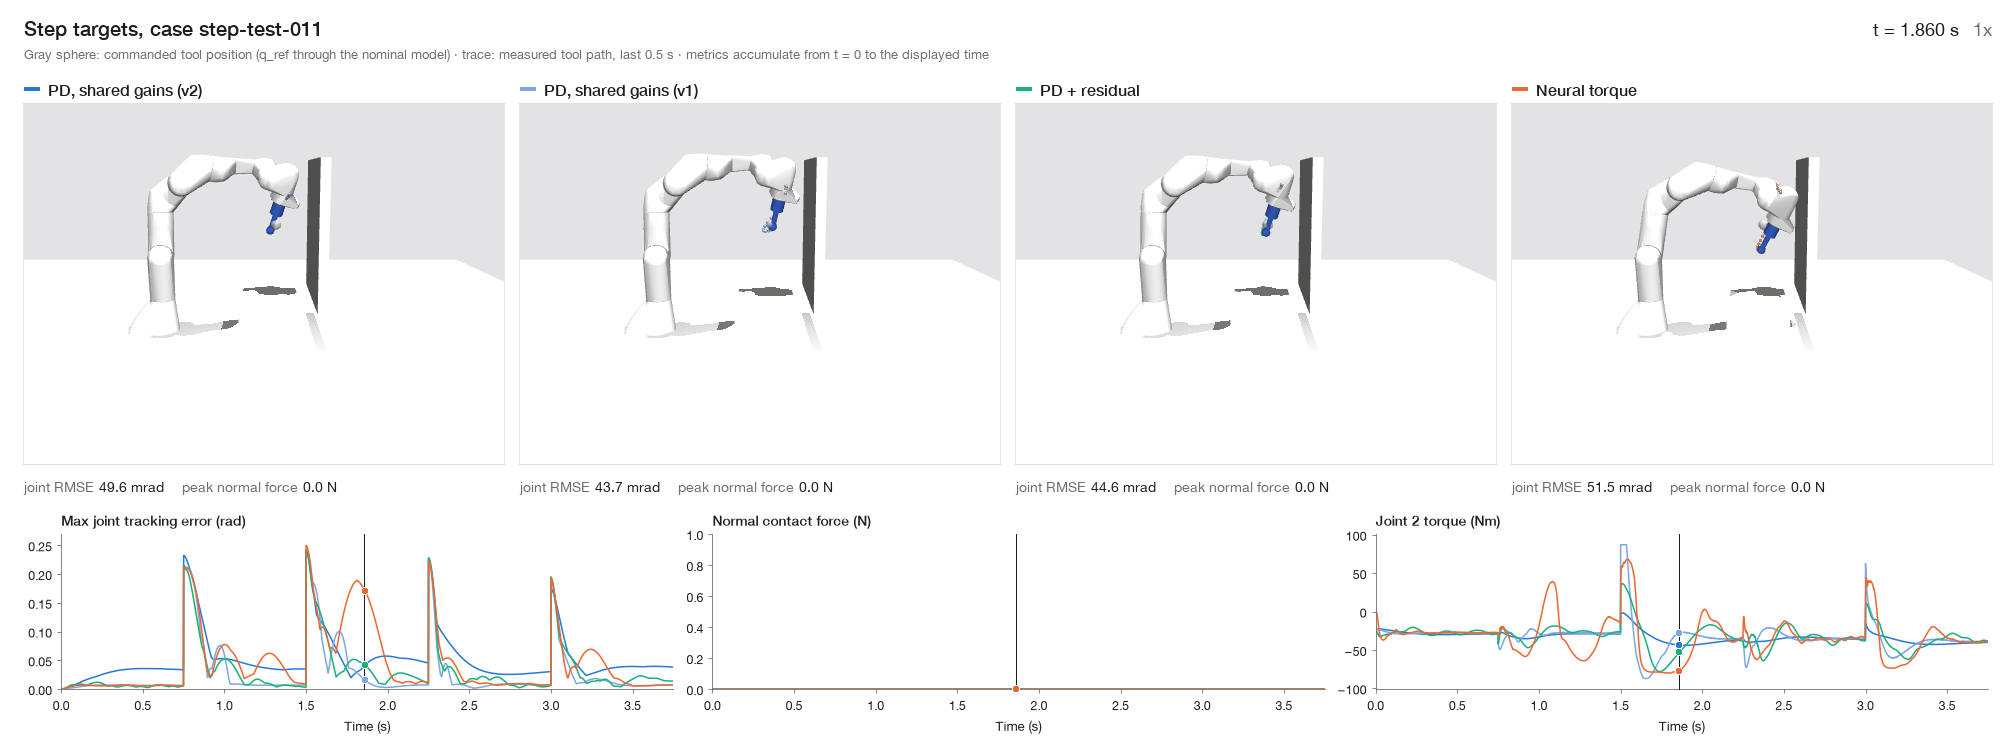 Step targets, case step-test-011
t = 1.860 s 1x
Gray sphere: commanded tool position (q_ref through the nominal model) · trace: measured tool path, last 0.5 s · metrics accumulate from t = 0 to the displayed time
PD, shared gains (v2)
PD, shared gains (v1)
PD + residual
Neural torque
joint RMSE 49.6 mrad peak normal force 0.0 N
joint RMSE 43.7 mrad peak normal force 0.0 N
joint RMSE 44.6 mrad peak normal force 0.0 N
joint RMSE 51.5 mrad peak normal force 0.0 N
Max joint tracking error (rad)
0.25
0.20
0.15
0.10
0.05
0.00
0.0 0.5 1.0 1.5 2.0 2.5 3.0 3.5
Time (s)
Normal contact force (N)
1.0
0.8
0.6
0.4
0.2
0.0
0.0 0.5 1.0 1.5 2.0 2.5 3.0 3.5
Time (s)
Joint 2 torque (Nm)
100
50
0
−50
−100
0.0 0.5 1.0 1.5 2.0 2.5 3.0 3.5
Time (s)